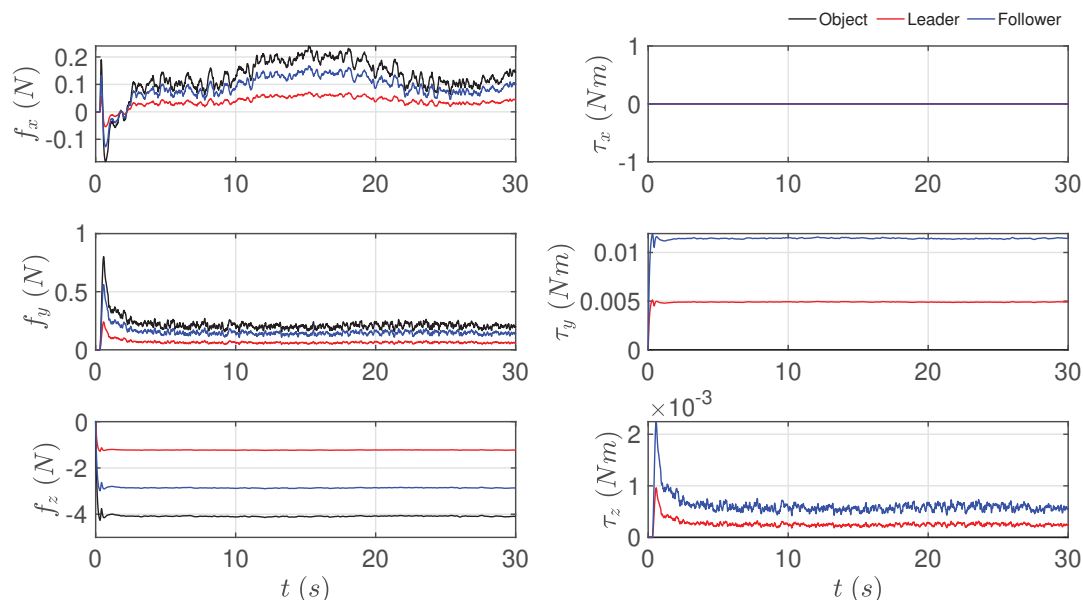 Object Leader Follower
0.2
0.1
0
-0.1
f_x (N)
0 10 20 30
1
0
-1
τ_x (Nm)
0 10 20 30
1
0.5
0
f_y (N)
0 10 20 30
0.01
0.005
0
τ_y (Nm)
0 10 20 30
0
-2
-4
f_z (N)
0 10 20 30
t (s)
×10^-3
2
1
0
τ_z (Nm)
0 10 20 30
t (s)